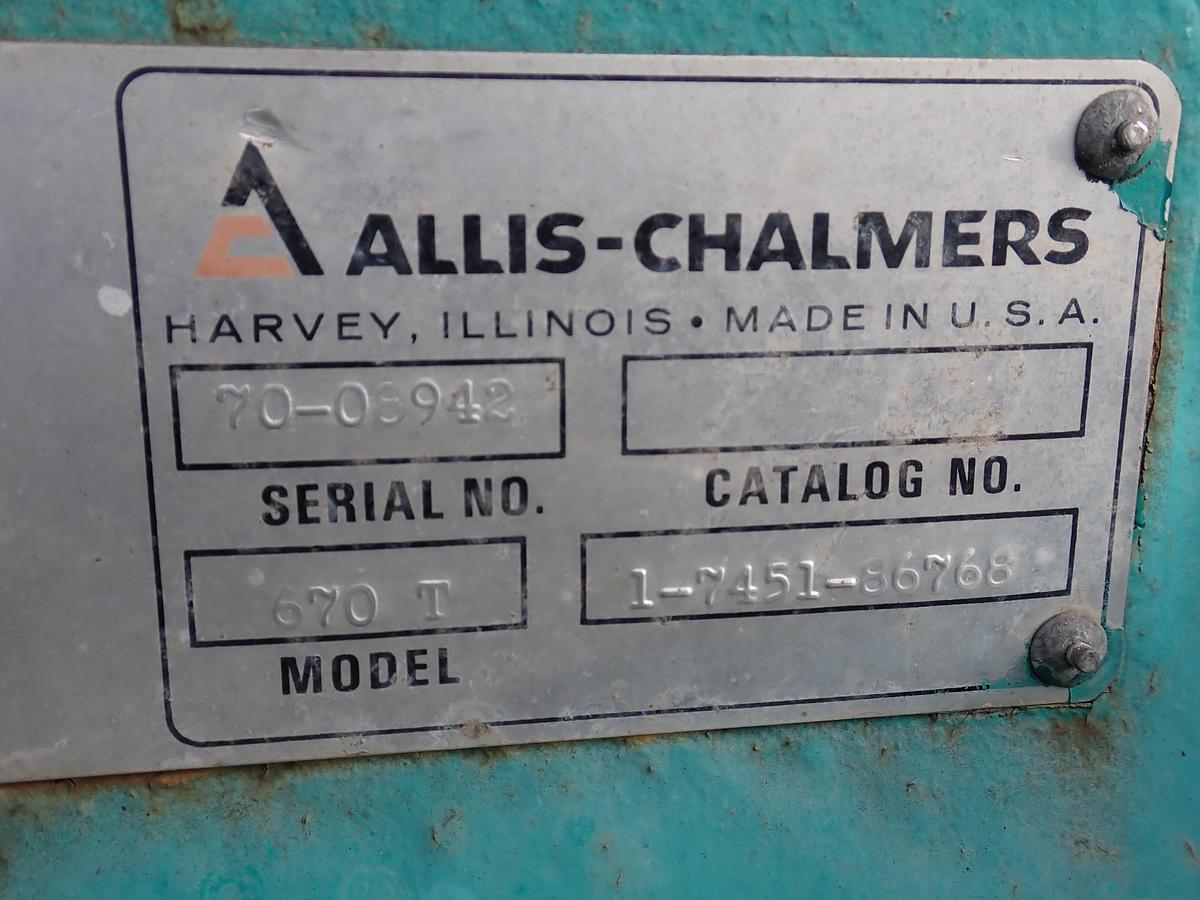 ALLIS-CHALMERS
HARVEY, ILLINOIS • MADE IN U.S.A.
70-08942
SERIAL NO.
CATALOG NO.
670 T
1-7451-86768
MODEL